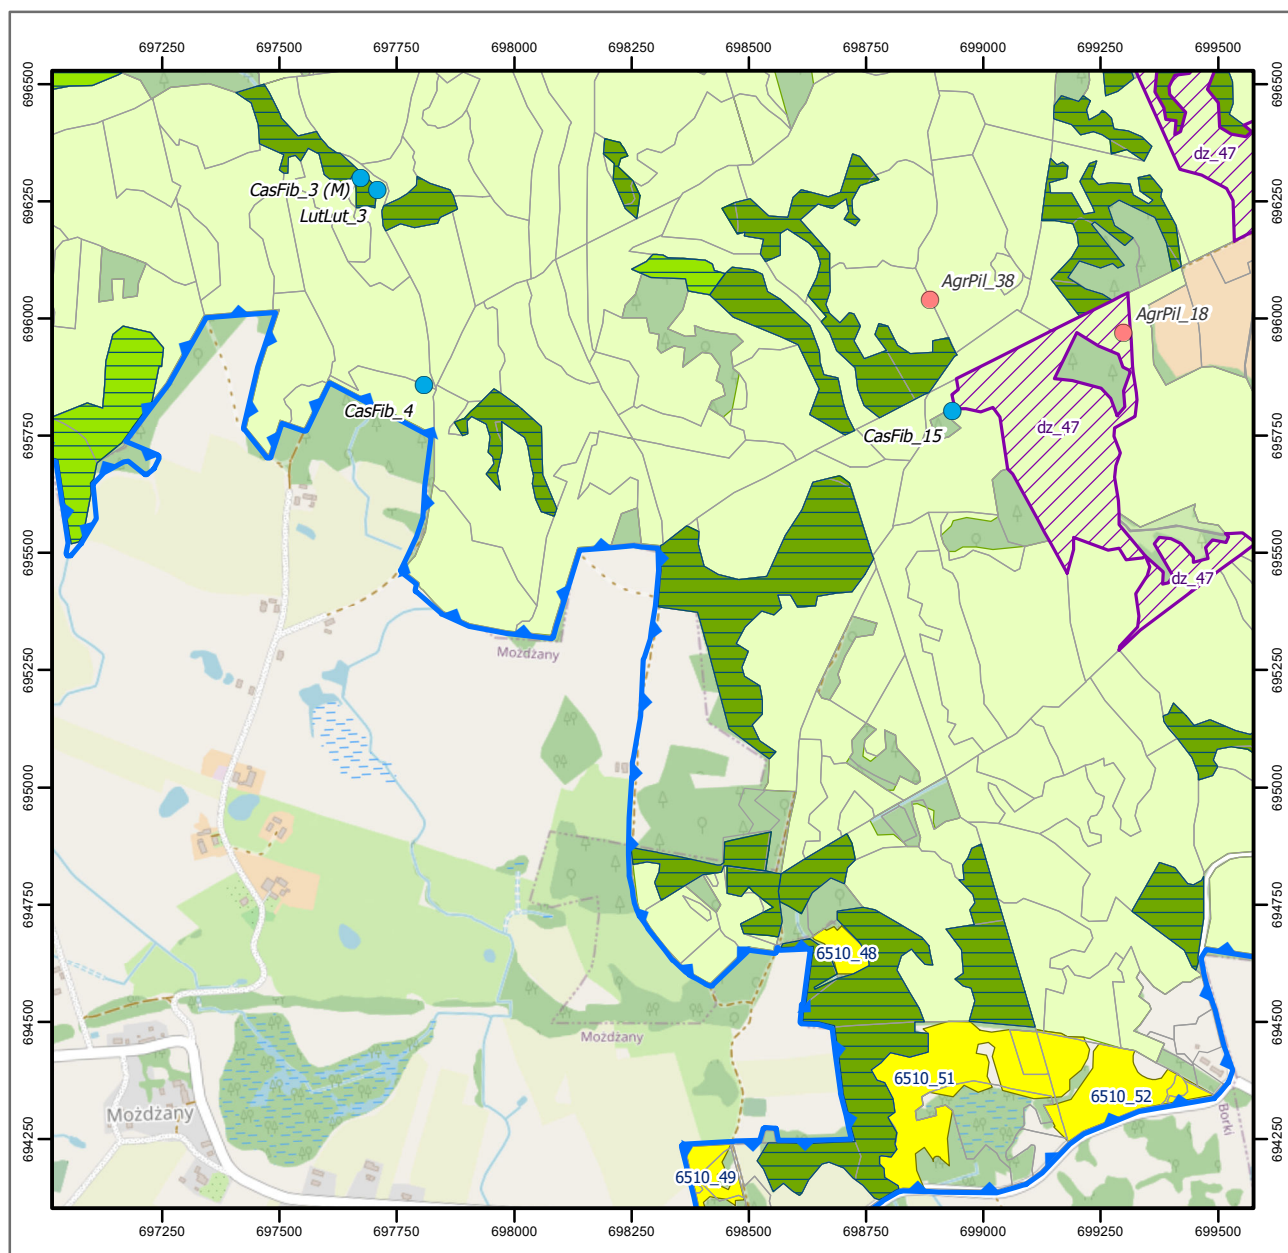 697250 697500 697750 698000 698250 698500 698750 699000 699250 699500
696500 696500
dz_47
CasFib_3 (M)
696250 696250
LutLut_3
AgrPil_38
696000 AgrPil_18 696000
CasFib_4
CasFib_15 dz_47
695750 695750
695500 695500
dz_47
Możdżany
695250 695250
695000 695000
694750 694750
6510_48
694500 694500
Możdżany
6510_51
6510_52
Możdżany
Borki
694250 694250
6510_49
697250 697500 697750 698000 698250 698500 698750 699000 699250 699500